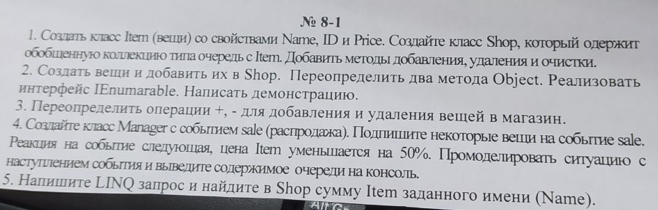 № 8-1
1. Создать класс Item (вещи) со свойствами Name, ID и Price. Создайте класс Shop, который одержит
обобщенную коллекцию типа очередь с Item. Добавить методы добавления, удаления и очистки.
2. Создать вещи и добавить их в Shop. Переопределить два метода Object. Реализовать
интерфейс IEnumarable. Написать демонстрацию.
3. Переопределить операции +, - для добавления и удаления вещей в магазин.
4. Создайте класс Manager с событием sale (распродажа). Подпишите некоторые вещи на событие sale.
Реакция на событие следующая, цена Item уменьшается на 50%. Промоделировать ситуацию с
наступлением события и выведите содержимое очереди на консоль.
5. Напишите LINQ запрос и найдите в Shop сумму Item заданного имени (Name).